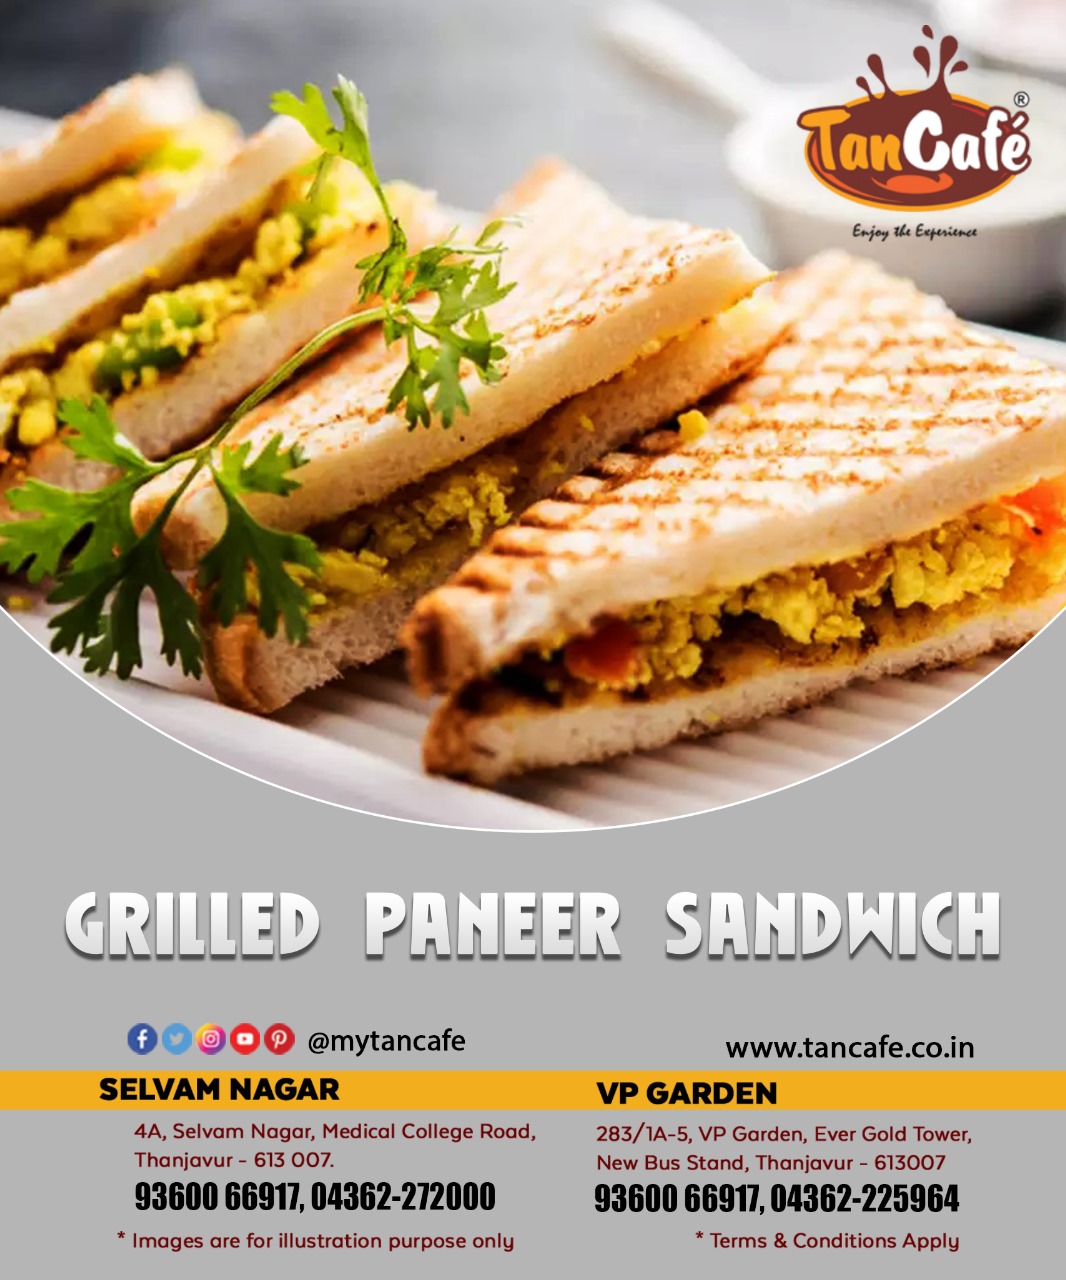 TanCafé ®
Enjoy the Experience
GRILLED PANEER SANDWICH
@mytancafe
www.tancafe.co.in
SELVAM NAGAR
4A, Selvam Nagar, Medical College Road,
Thanjavur - 613 007.
93600 66917, 04362-272000
* Images are for illustration purpose only
VP GARDEN
283/1A-5, VP Garden, Ever Gold Tower,
New Bus Stand, Thanjavur - 613007
93600 66917, 04362-225964
* Terms & Conditions Apply